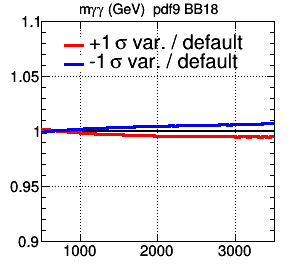 mγγ (GeV) pdf9 BB18
1.1
+1 σ var. / default
-1 σ var. / default
1.05
1
0.95
0.9
1000 2000 3000